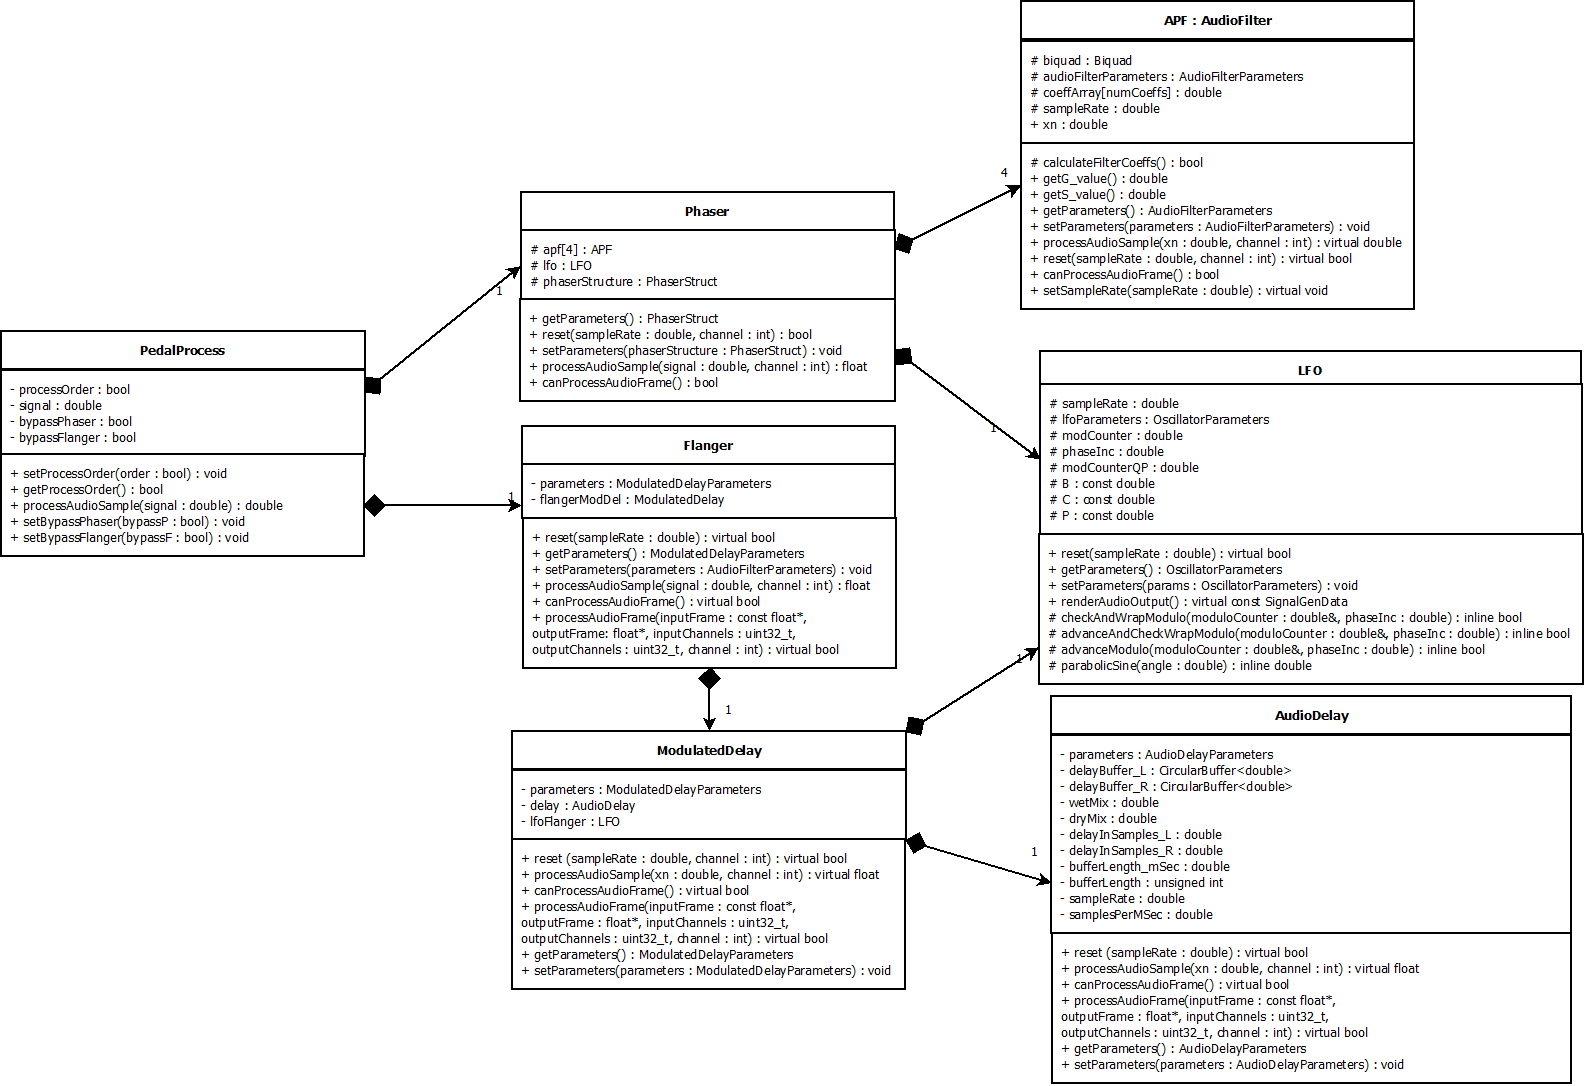 APF : AudioFilter
# biquad : Biquad
# audioFilterParameters : AudioFilterParameters
# coeffArray[numCoeffs] : double
# sampleRate : double
+ xn : double
# calculateFilterCoeffs() : bool
+ getG_value() : double
+ getS_value() : double
+ getParameters() : AudioFilterParameters
+ setParameters(parameters : AudioFilterParameters) : void
+ processAudioSample(xn : double, channel : int) : virtual double
+ reset(sampleRate : double, channel : int) : virtual bool
+ canProcessAudioFrame() : bool
+ setSampleRate(sampleRate : double) : virtual void
4
Phaser
# apf[4] : APF
# lfo : LFO
# phaserStructure : PhaserStruct
+ getParameters() : PhaserStruct
+ reset(sampleRate : double, channel : int) : bool
+ setParameters(phaserStructure : PhaserStruct) : void
+ processAudioSample(signal : double, channel : int) : float
+ canProcessAudioFrame() : bool
1
PedalProcess
- processOrder : bool
- signal : double
- bypassPhaser : bool
- bypassFlanger : bool
+ setProcessOrder(order : bool) : void
+ getProcessOrder() : bool
+ processAudioSample(signal : double) : double
+ setBypassPhaser(bypassP : bool) : void
+ setBypassFlanger(bypassF : bool) : void
1
1
LFO
# sampleRate : double
# lfoParameters : OscillatorParameters
# modCounter : double
# phaseInc : double
# modCounterQP : double
# B : const double
# C : const double
# P : const double
+ reset(sampleRate : double) : virtual bool
+ getParameters() : OscillatorParameters
+ setParameters(params : OscillatorParameters) : void
+ renderAudioOutput() : virtual const SignalGenData
# checkAndWrapModulo(moduloCounter : double&, phaseInc : double) : inline bool
# advanceAndCheckWrapModulo(moduloCounter : double&, phaseInc : double) : inline bool
# advanceModulo(moduloCounter : double&, phaseInc : double) : inline bool
# parabolicSine(angle : double) : inline double
Flanger
- parameters : ModulatedDelayParameters
- flangerModDel : ModulatedDelay
+ reset(sampleRate : double) : virtual bool
+ getParameters() : ModulatedDelayParameters
+ setParameters(parameters : AudioFilterParameters) : void
+ processAudioSample(signal : double, channel : int) : float
+ canProcessAudioFrame() : virtual bool
+ processAudioFrame(inputFrame : const float*,
outputFrame: float*, inputChannels : uint32_t,
outputChannels : uint32_t, channel : int) : virtual bool
1
1
ModulatedDelay
- parameters : ModulatedDelayParameters
- delay : AudioDelay
- lfoFlanger : LFO
+ reset (sampleRate : double, channel : int) : virtual bool
+ processAudioSample(xn : double, channel : int) : virtual float
+ canProcessAudioFrame() : virtual bool
+ processAudioFrame(inputFrame : const float*,
outputFrame : float*, inputChannels : uint32_t,
outputChannels : uint32_t, channel : int) : virtual bool
+ getParameters() : ModulatedDelayParameters
+ setParameters(parameters : ModulatedDelayParameters) : void
1
AudioDelay
- parameters : AudioDelayParameters
- delayBuffer_L : CircularBuffer<double>
- delayBuffer_R : CircularBuffer<double>
- wetMix : double
- dryMix : double
- delayInSamples_L : double
- delayInSamples_R : double
- bufferLength_mSec : double
- bufferLength : unsigned int
- sampleRate : double
- samplesPerMSec : double
+ reset (sampleRate : double) : virtual bool
+ processAudioSample(xn : double, channel : int) : virtual float
+ canProcessAudioFrame() : virtual bool
+ processAudioFrame(inputFrame : const float*,
outputFrame : float*, inputChannels : uint32_t,
outputChannels : uint32_t, channel : int) : virtual bool
+ getParameters() : AudioDelayParameters
+ setParameters(parameters : AudioDelayParameters) : void